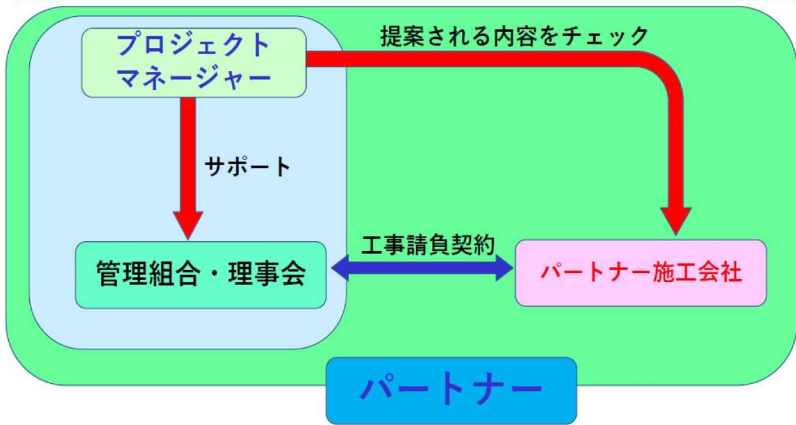 プロジェクト
マネージャー
提案される内容をチェック
サポート
工事請負契約
管理組合・理事会
パートナー施工会社
パートナー